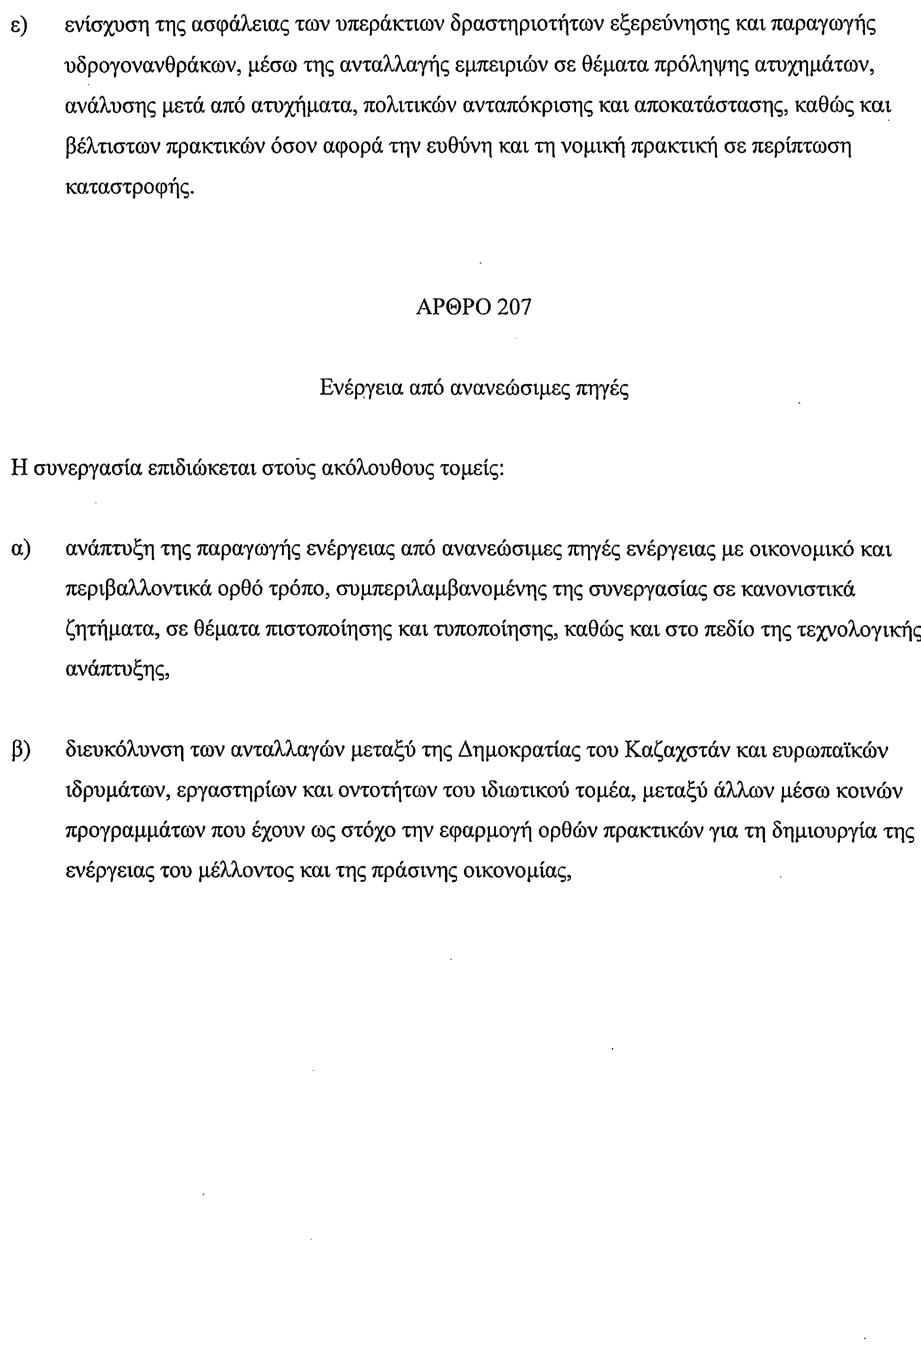 ε) ενίσχυση της ασφάλειας των υπεράκτιων δραστηριοτήτων εξερεύνησης και παραγωγής
υδρογονανθράκων, μέσω της ανταλλαγής εμπειριών σε θέματα πρόληψης ατυχημάτων,
ανάλυσης μετά από ατυχήματα, πολιτικών ανταπόκρισης και αποκατάστασης, καθώς και
βέλτιστων πρακτικών όσον αφορά την ευθύνη και τη νομική πρακτική σε περίπτωση
καταστροφής.
ΑΡΘΡΟ 207
Ενέργεια από ανανεώσιμες πηγές
Η συνεργασία επιδιώκεται στους ακόλουθους τομείς:
α) ανάπτυξη της παραγωγής ενέργειας από ανανεώσιμες πηγές ενέργειας με οικονομικό και
περιβαλλοντικά ορθό τρόπο, συμπεριλαμβανομένης της συνεργασίας σε κανονιστικά
ζητήματα, σε θέματα πιστοποίησης και τυποποίησης, καθώς και στο πεδίο της τεχνολογικής
ανάπτυξης,
β) διευκόλυνση των ανταλλαγών μεταξύ της Δημοκρατίας του Καζαχστάν και ευρωπαϊκών
ιδρυμάτων, εργαστηρίων και οντοτήτων του ιδιωτικού τομέα, μεταξύ άλλων μέσω κοινών
προγραμμάτων που έχουν ως στόχο την εφαρμογή ορθών πρακτικών για τη δημιουργία της
ενέργειας του μέλλοντος και της πράσινης οικονομίας,